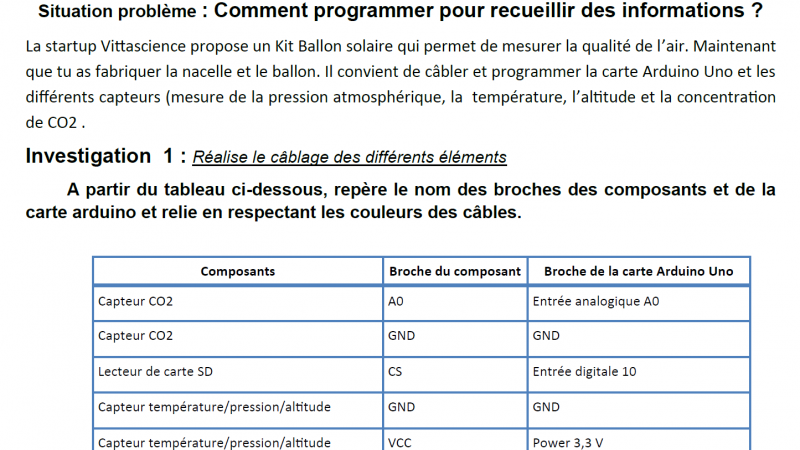 Situation problème : Comment programmer pour recueillir des informations ?
La startup Vittascience propose un Kit Ballon solaire qui permet de mesurer la qualité de l’air. Maintenant
que tu as fabriquer la nacelle et le ballon. Il convient de câbler et programmer la carte Arduino Uno et les
différents capteurs (mesure de la pression atmosphérique, la température, l’altitude et la concentration
de CO2 .
Investigation 1 : Réalise le câblage des différents éléments
A partir du tableau ci-dessous, repère le nom des broches des composants et de la
carte arduino et relie en respectant les couleurs des câbles.
Composants Broche du composant Broche de la carte Arduino Uno
Capteur CO2 A0 Entrée analogique A0
Capteur CO2 GND GND
Lecteur de carte SD CS Entrée digitale 10
Capteur température/pression/altitude GND GND
Capteur température/pression/altitude VCC Power 3,3 V